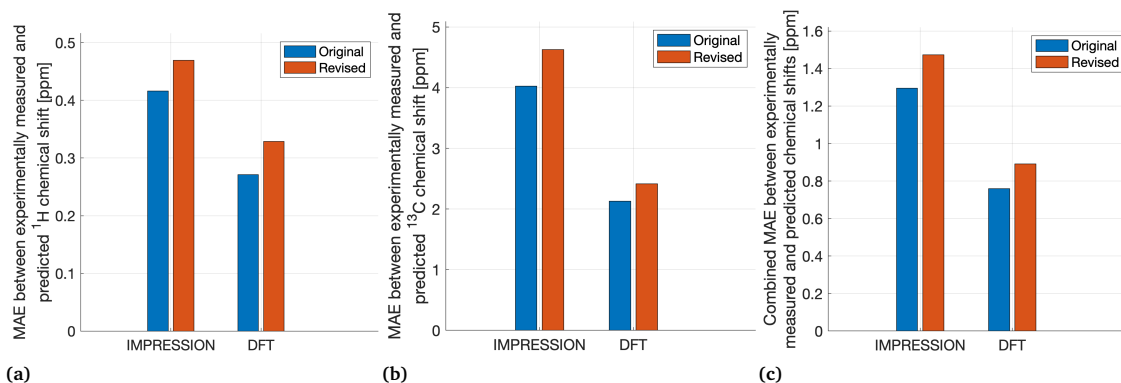 MAE between experimentally measured and
predicted ¹H chemical shift [ppm]
0.5
0.4
0.3
0.2
0.1
0
Original
Revised
IMPRESSION
DFT
(a)
MAE between experimentally measured and
predicted ¹³C chemical shift [ppm]
5
4
3
2
1
0
Original
Revised
IMPRESSION
DFT
(b)
Combined MAE between experimentally
measured and predicted chemical shifts [ppm]
1.6
1.4
1.2
1
0.8
0.6
0.4
0.2
0
Original
Revised
IMPRESSION
DFT
(c)